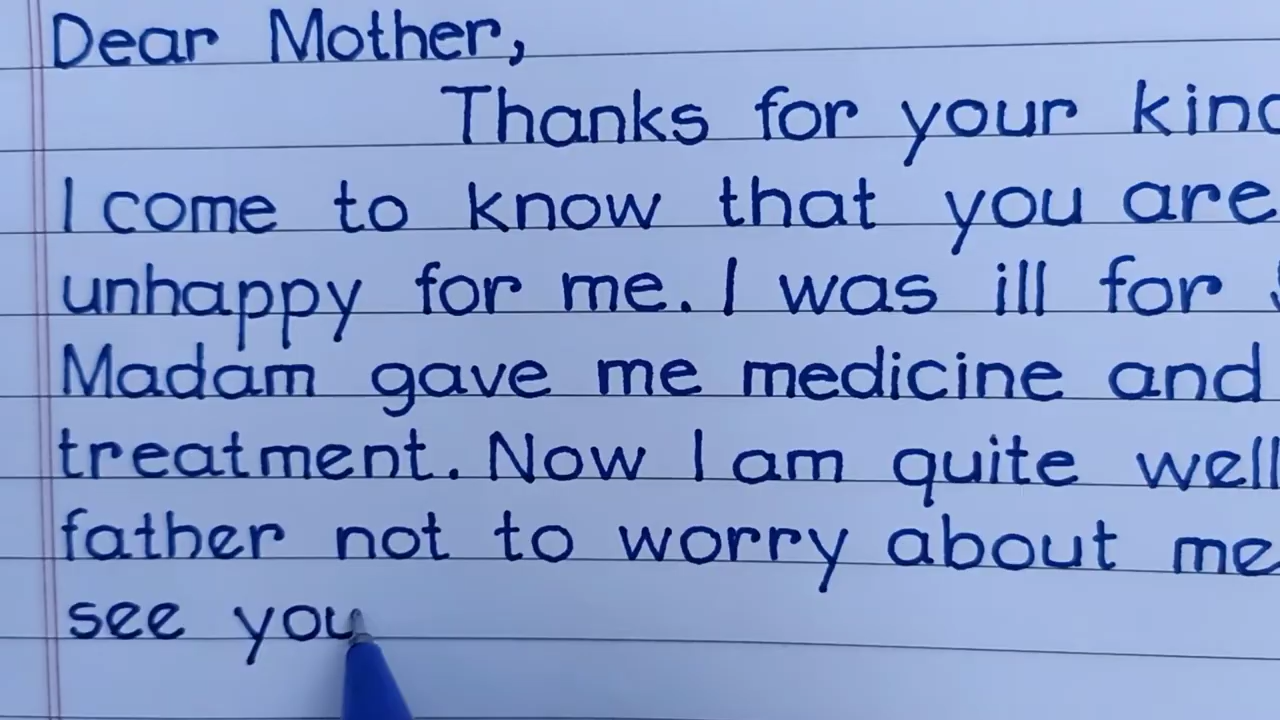 Dear Mother,
Thanks for your
I come to know that you are
unhappy for me. I was ill for
Madam gave me medicine and
treatment. Now I am quite well
father not to worry about me
see you